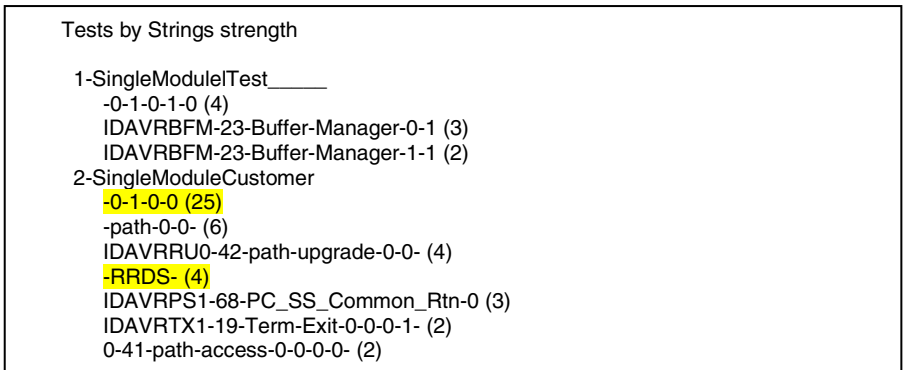 Tests by Strings strength
1-SingleModulelTest_____
-0-1-0-1-0 (4)
IDAVRBFM-23-Buffer-Manager-0-1 (3)
IDAVRBFM-23-Buffer-Manager-1-1 (2)
2-SingleModuleCustomer
-0-1-0-0 (25)
-path-0-0- (6)
IDAVRRU0-42-path-upgrade-0-0- (4)
-RRDS- (4)
IDAVRPS1-68-PC_SS_Common_Rtn-0 (3)
IDAVRTX1-19-Term-Exit-0-0-0-1- (2)
0-41-path-access-0-0-0-0- (2)